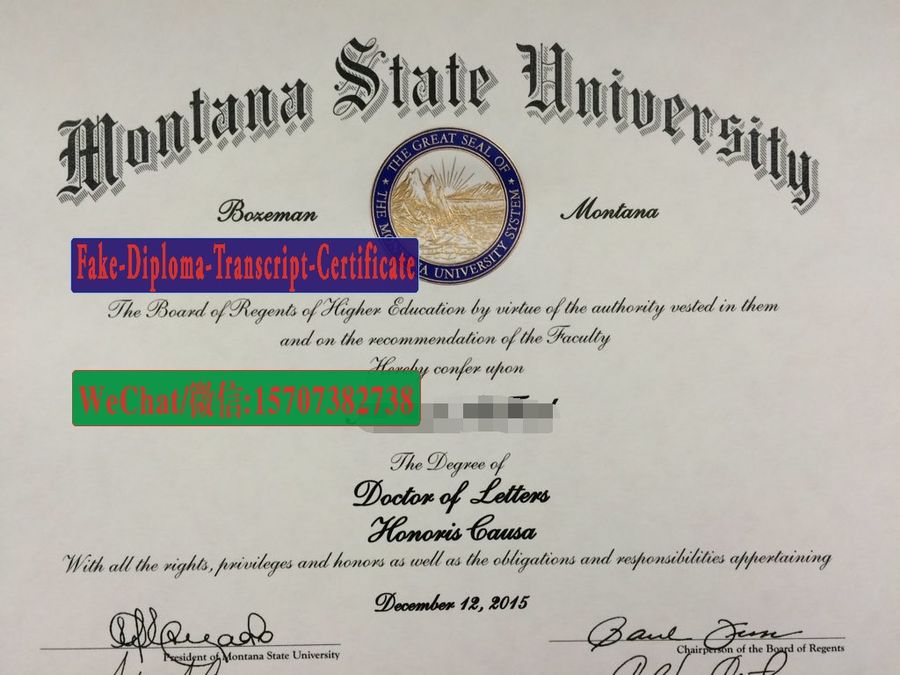 Montana State University
THE GREAT SEAL OF
THE UNIVERSITY SYSTEM
Bozeman Montana
Fake-Diploma-Transcript-Certificate
The Board of Regents of Higher Education by virtue of the authority vested in them
and on the recommendation of the Faculty
Hereby confer upon
WeChat/微信:15707382738
The Degree of
Doctor of Letters
Honoris Causa
With all the rights, privileges and honors as well as the obligations and responsibilities appertaining
December 12, 2015
President of Montana State University
Chairperson of the Board of Regents